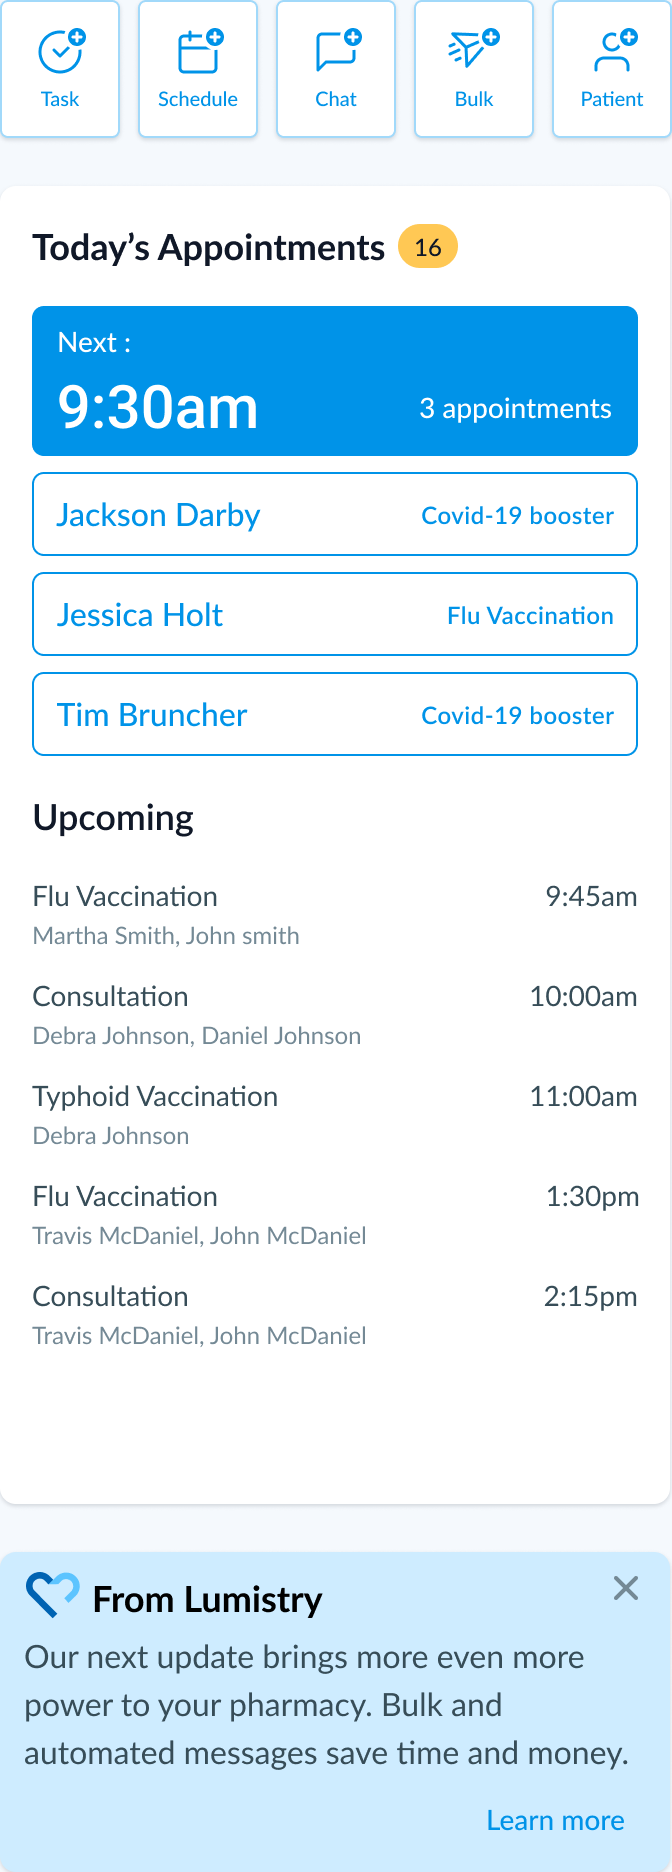 Task
Schedule
Chat
Bulk
Patient
Today’s Appointments 16
Next :
9:30am 3 appointments
Jackson Darby Covid-19 booster
Jessica Holt Flu Vaccination
Tim Bruncher Covid-19 booster
Upcoming
Flu Vaccination 9:45am
Martha Smith, John smith
Consultation 10:00am
Debra Johnson, Daniel Johnson
Typhoid Vaccination 11:00am
Debra Johnson
Flu Vaccination 1:30pm
Travis McDaniel, John McDaniel
Consultation 2:15pm
Travis McDaniel, John McDaniel
From Lumistry
Our next update brings more even more
power to your pharmacy. Bulk and
automated messages save time and money.
Learn more